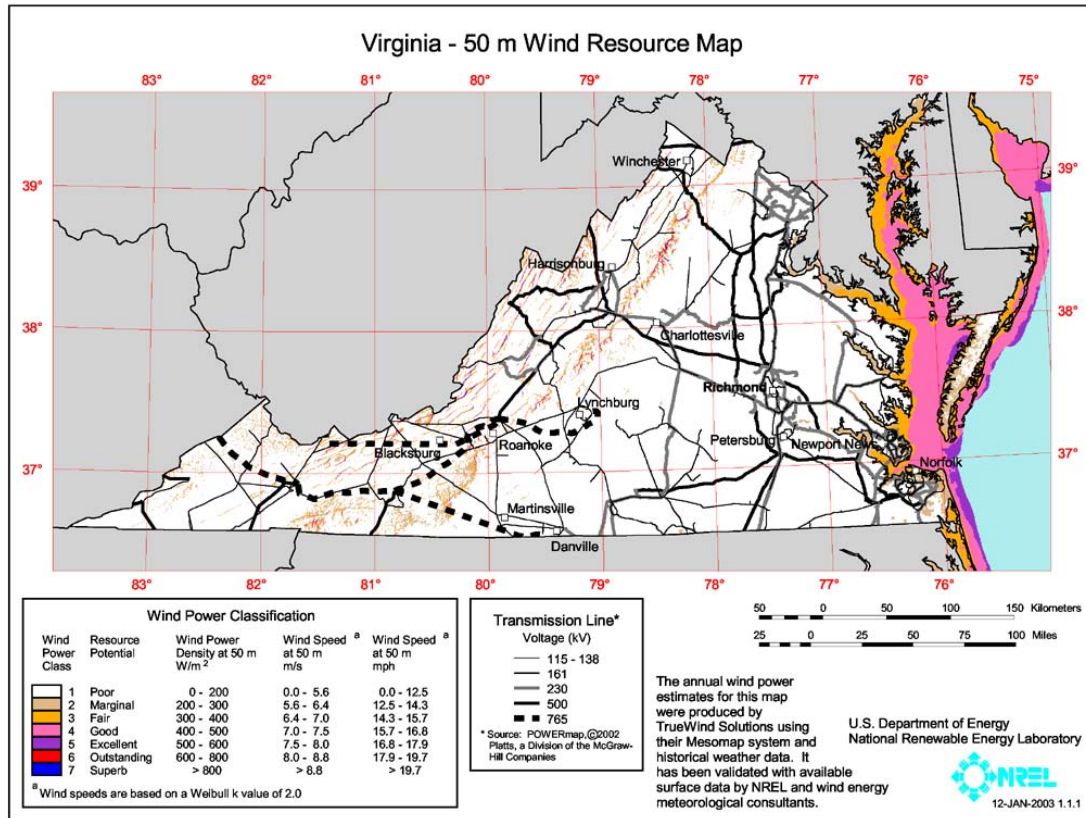 Virginia - 50 m Wind Resource Map
83° 82° 81° 80° 79° 78° 77° 76° 75°
Winchester
39° 39°
Harrisonburg
38° 38°
Charlottesville
Richmond
Lynchburg
Petersburg Newport News
Roanoke
Blacksburg
37° 37°
Norfolk
Martinsville
Danville
83° 82° 81° 80° 79° 78° 77° 76°
Wind Power Classification
Wind Power Class Resource Potential Wind Power Density at 50 m W/m² Wind Speed a at 50 m m/s Wind Speed a at 50 m mph
1 Poor 0 - 200 0.0 - 5.6 0.0 - 12.5
2 Marginal 200 - 300 5.6 - 6.4 12.5 - 14.3
3 Fair 300 - 400 6.4 - 7.0 14.3 - 15.7
4 Good 400 - 500 7.0 - 7.5 15.7 - 16.8
5 Excellent 500 - 600 7.5 - 8.0 16.8 - 17.9
6 Outstanding 600 - 800 8.0 - 8.8 17.9 - 19.7
7 Superb > 800 > 8.8 > 19.7
a Wind speeds are based on a Weibull k value of 2.0
Transmission Line*
Voltage (kV)
115 - 138
161
230
500
765
* Source: POWERmap, ©2002
Platts, a Division of the McGraw-
Hill Companies
50 0 50 100 150 Kilometers
25 0 25 50 75 100 Miles
The annual wind power
estimates for this map
were produced by
TrueWind Solutions using
their Mesomap system and
historical weather data. It
has been validated with available
surface data by NREL and wind energy
meteorological consultants.
U.S. Department of Energy
National Renewable Energy Laboratory
NREL
12-JAN-2003 1.1.1